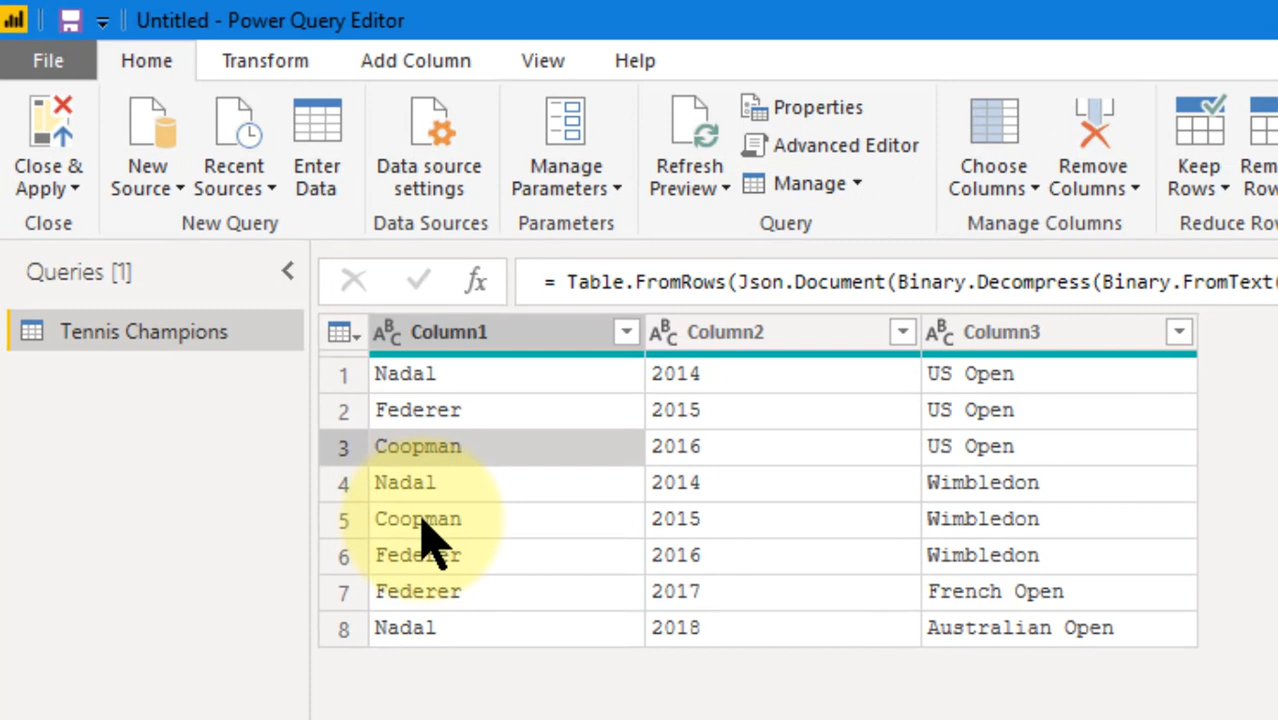 Untitled - Power Query Editor
File Home Transform Add Column View Help
Close & Apply
New Source
Recent Sources
Enter Data
Data source settings
Manage Parameters
Refresh Preview
Properties
Advanced Editor
Manage
Choose Columns
Remove Columns
Keep Rows
Close New Query Data Sources Parameters Query Manage Columns
Queries [1]
fx = Table.FromRows(Json.Document(Binary.Decompress(Binary.FromText(
Tennis Champions
ABC Column1 ABC Column2 ABC Column3
1 Nadal 2014 US Open
2 Federer 2015 US Open
3 Coopman 2016 US Open
4 Nadal 2014 Wimbledon
5 Coopman 2015 Wimbledon
6 Federer 2016 Wimbledon
7 Federer 2017 French Open
8 Nadal 2018 Australian Open